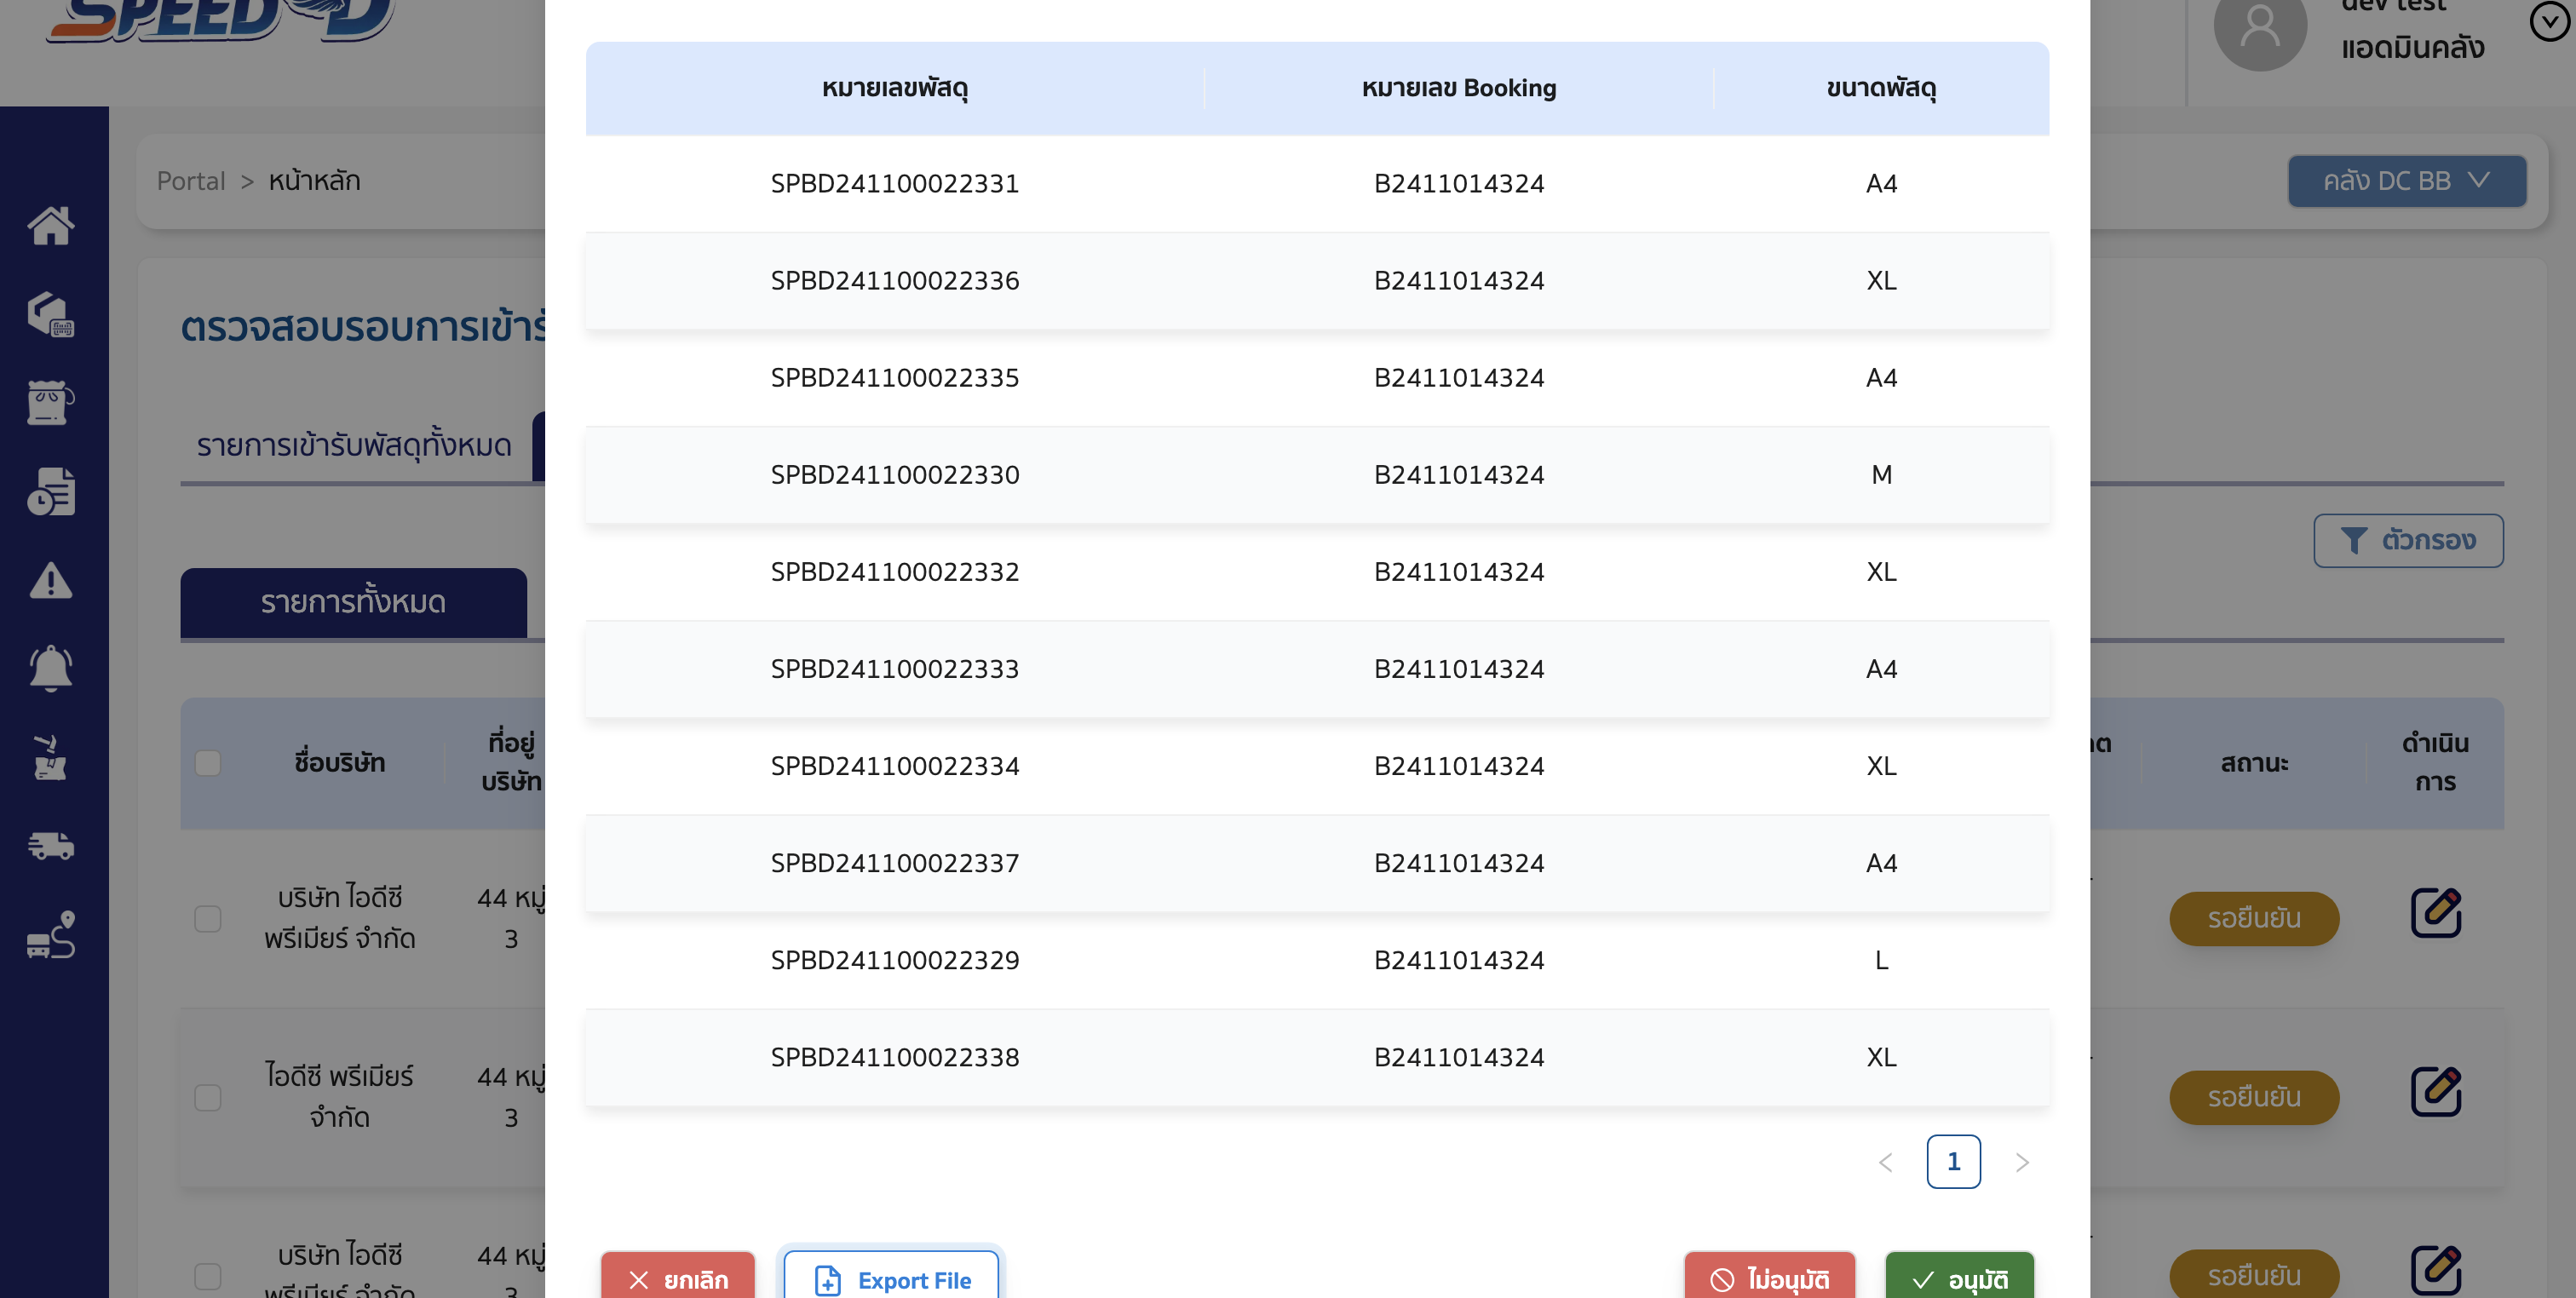 SPEED D
dev test
แอดมินคลัง
Portal > หน้าหลัก
คลัง DC BB
ตรวจสอบรอบการเข้ารั
รายการเข้ารับพัสดุทั้งหมด
ตัวกรอง
รายการทั้งหมด
ชื่อบริษัท
ที่อยู่
บริษัท
สถานะ
ดำเนิน
การ
บริษัท ไอดีซี
พรีเมียร์ จำกัด
44 หมู่
3
รอยืนยัน
ไอดีซี พรีเมียร์
จำกัด
44 หมู่
3
รอยืนยัน
บริษัท ไอดีซี
พรีเมียร์ จำกัด
44 หมู่
3
รอยืนยัน
หมายเลขพัสดุ หมายเลข Booking ขนาดพัสดุ
SPBD241100022331 B2411014324 A4
SPBD241100022336 B2411014324 XL
SPBD241100022335 B2411014324 A4
SPBD241100022330 B2411014324 M
SPBD241100022332 B2411014324 XL
SPBD241100022333 B2411014324 A4
SPBD241100022334 B2411014324 XL
SPBD241100022337 B2411014324 A4
SPBD241100022329 B2411014324 L
SPBD241100022338 B2411014324 XL
< 1 >
ยกเลิก Export File ไม่อนุมัติ อนุมัติ